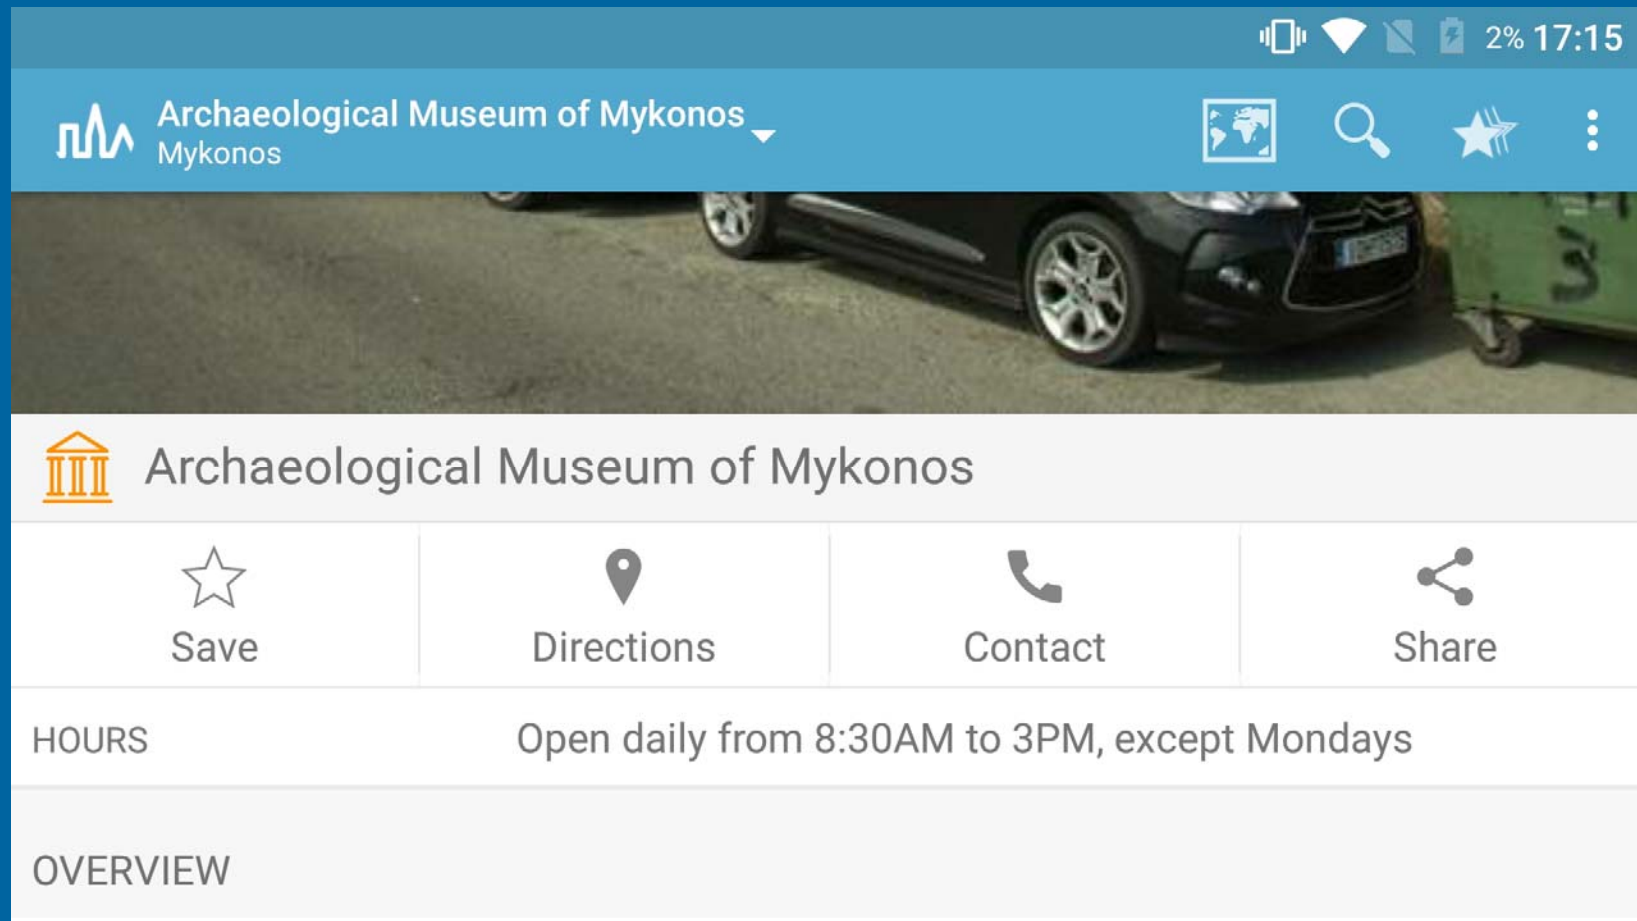 2% 17:15
Archaeological Museum of Mykonos
Mykonos
Archaeological Museum of Mykonos
Save
Directions
Contact
Share
HOURS
Open daily from 8:30AM to 3PM, except Mondays
OVERVIEW